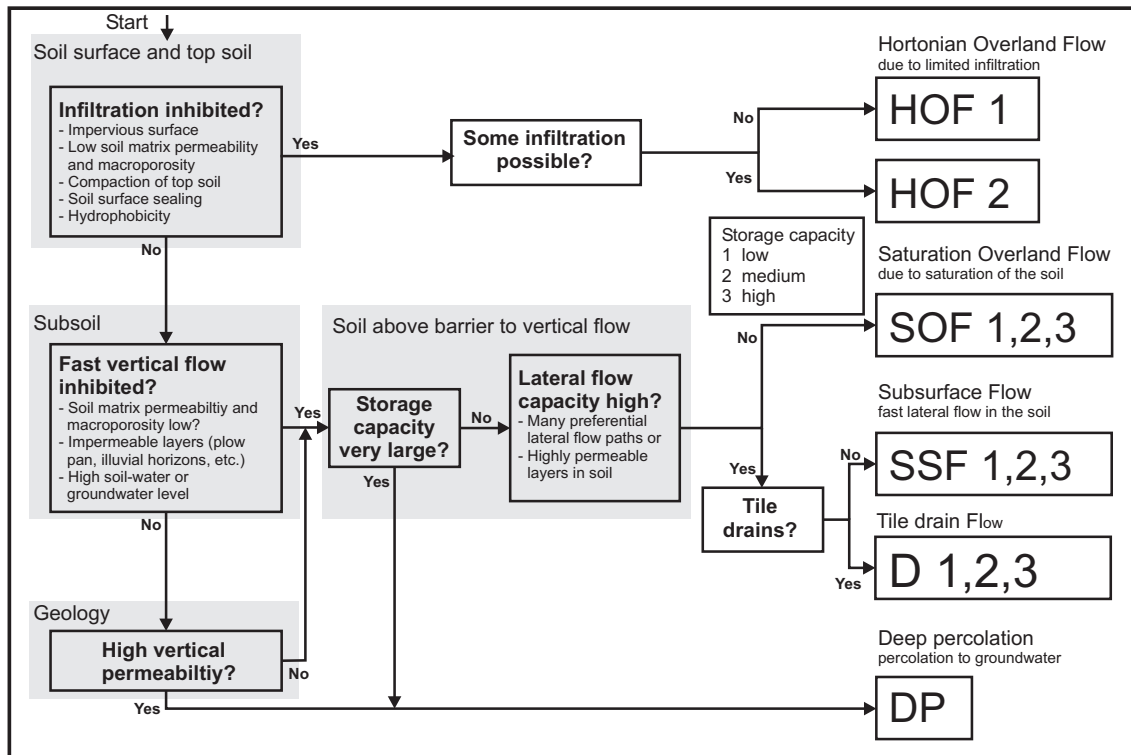 Start
Soil surface and top soil
Infiltration inhibited?
- Impervious surface
- Low soil matrix permeability
and macroporosity
- Compaction of top soil
- Soil surface sealing
- Hydrophobicity
Yes
No
Some infiltration
possible?
No
Yes
Hortonian Overland Flow
due to limited infiltration
HOF 1
HOF 2
Storage capacity
1 low
2 medium
3 high
Saturation Overland Flow
due to saturation of the soil
SOF 1,2,3
Subsoil
Fast vertical flow
inhibited?
- Soil matrix permeabiltiy and
macroporosity low?
- Impermeable layers (plow
pan, illuvial horizons, etc.)
- High soil-water or
groundwater level
Yes
No
Soil above barrier to vertical flow
Storage
capacity
very large?
No
Yes
Lateral flow
capacity high?
- Many preferential
lateral flow paths or
- Highly permeable
layers in soil
No
Yes
Tile
drains?
No
Yes
Subsurface Flow
fast lateral flow in the soil
SSF 1,2,3
Tile drain Flow
D 1,2,3
Geology
High vertical
permeabiltiy?
No
Yes
Deep percolation
percolation to groundwater
DP